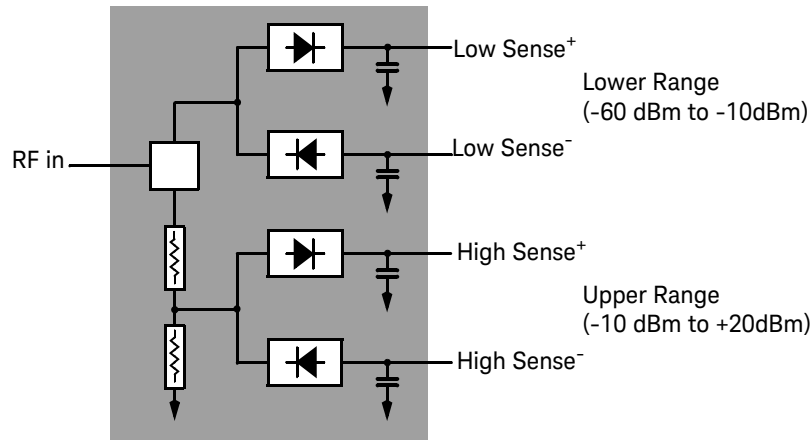 Low Sense⁺
Lower Range
(-60 dBm to -10dBm)
RF in
Low Sense⁻
High Sense⁺
Upper Range
(-10 dBm to +20dBm)
High Sense⁻